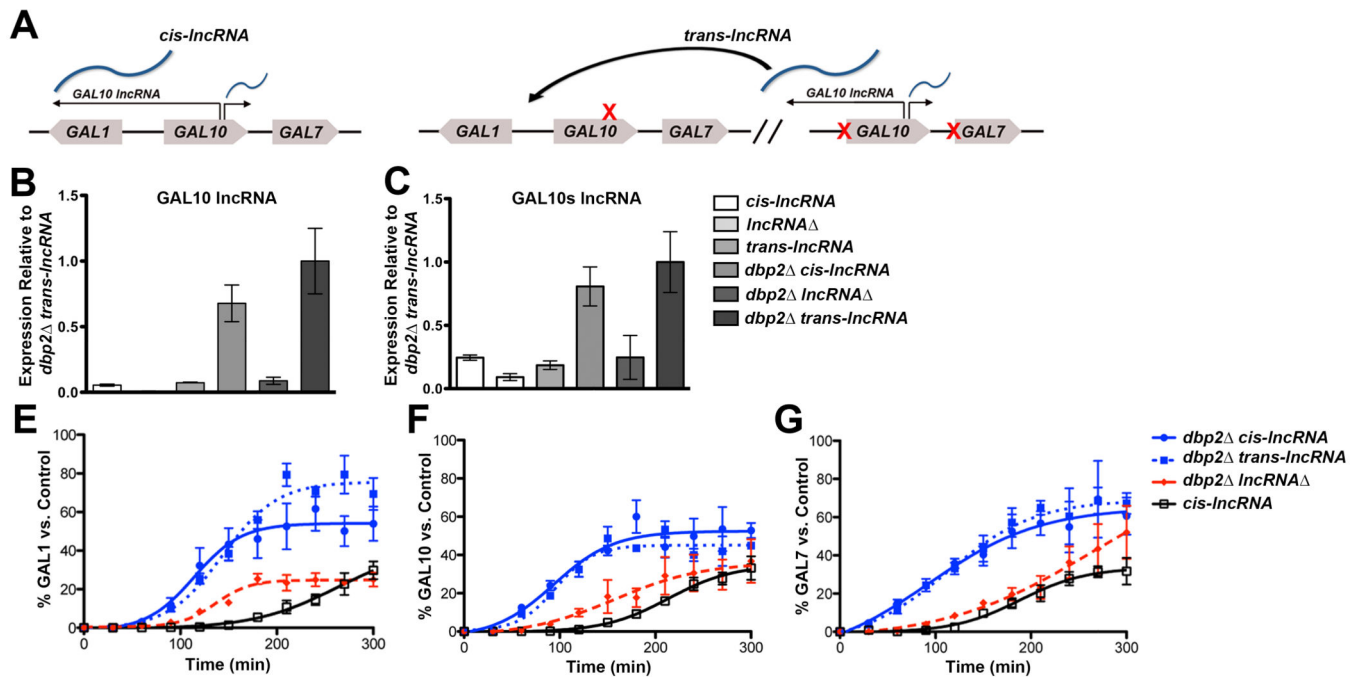 A
cis-lncRNA
GAL10 lncRNA
GAL1
GAL10
GAL7
trans-lncRNA
GAL10 lncRNA
X
GAL1
GAL10
GAL7
X
GAL10
X
GAL7
B
GAL10 lncRNA
Expression Relative to
dbp2Δ trans-lncRNA
1.5
1.0
0.5
0.0
C
GAL10s lncRNA
Expression Relative to
dbp2Δ trans-lncRNA
1.5
1.0
0.5
0.0
cis-lncRNA
lncRNAΔ
trans-lncRNA
dbp2Δ cis-lncRNA
dbp2Δ lncRNAΔ
dbp2Δ trans-lncRNA
E
% GAL1 vs. Control
100
80
60
40
20
0
0 100 200 300
Time (min)
F
% GAL10 vs. Control
100
80
60
40
20
0
0 100 200 300
Time (min)
G
% GAL7 vs. Control
100
80
60
40
20
0
0 100 200 300
Time (min)
dbp2Δ cis-lncRNA
dbp2Δ trans-lncRNA
dbp2Δ lncRNAΔ
cis-lncRNA